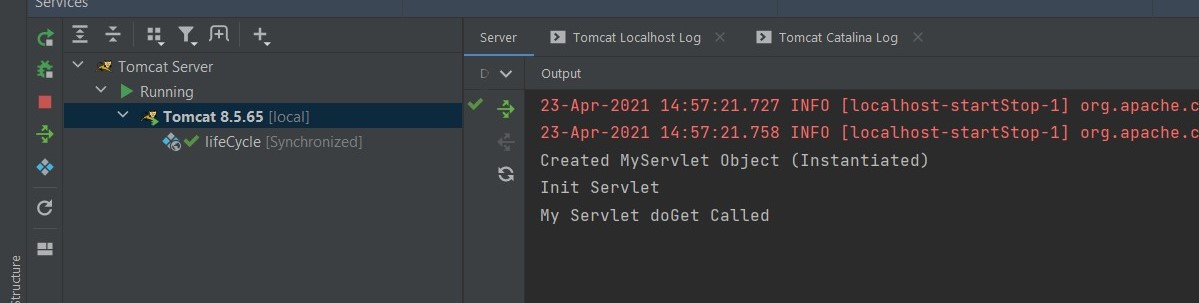 Services
Tomcat Server
Running
Tomcat 8.5.65 [local]
lifeCycle [Synchronized]
Server
Tomcat Localhost Log
Tomcat Catalina Log
D
Output
23-Apr-2021 14:57:21.727 INFO [localhost-startStop-1] org.apache.c
23-Apr-2021 14:57:21.758 INFO [localhost-startStop-1] org.apache.c
Created MyServlet Object (Instantiated)
Init Servlet
My Servlet doGet Called
Structure